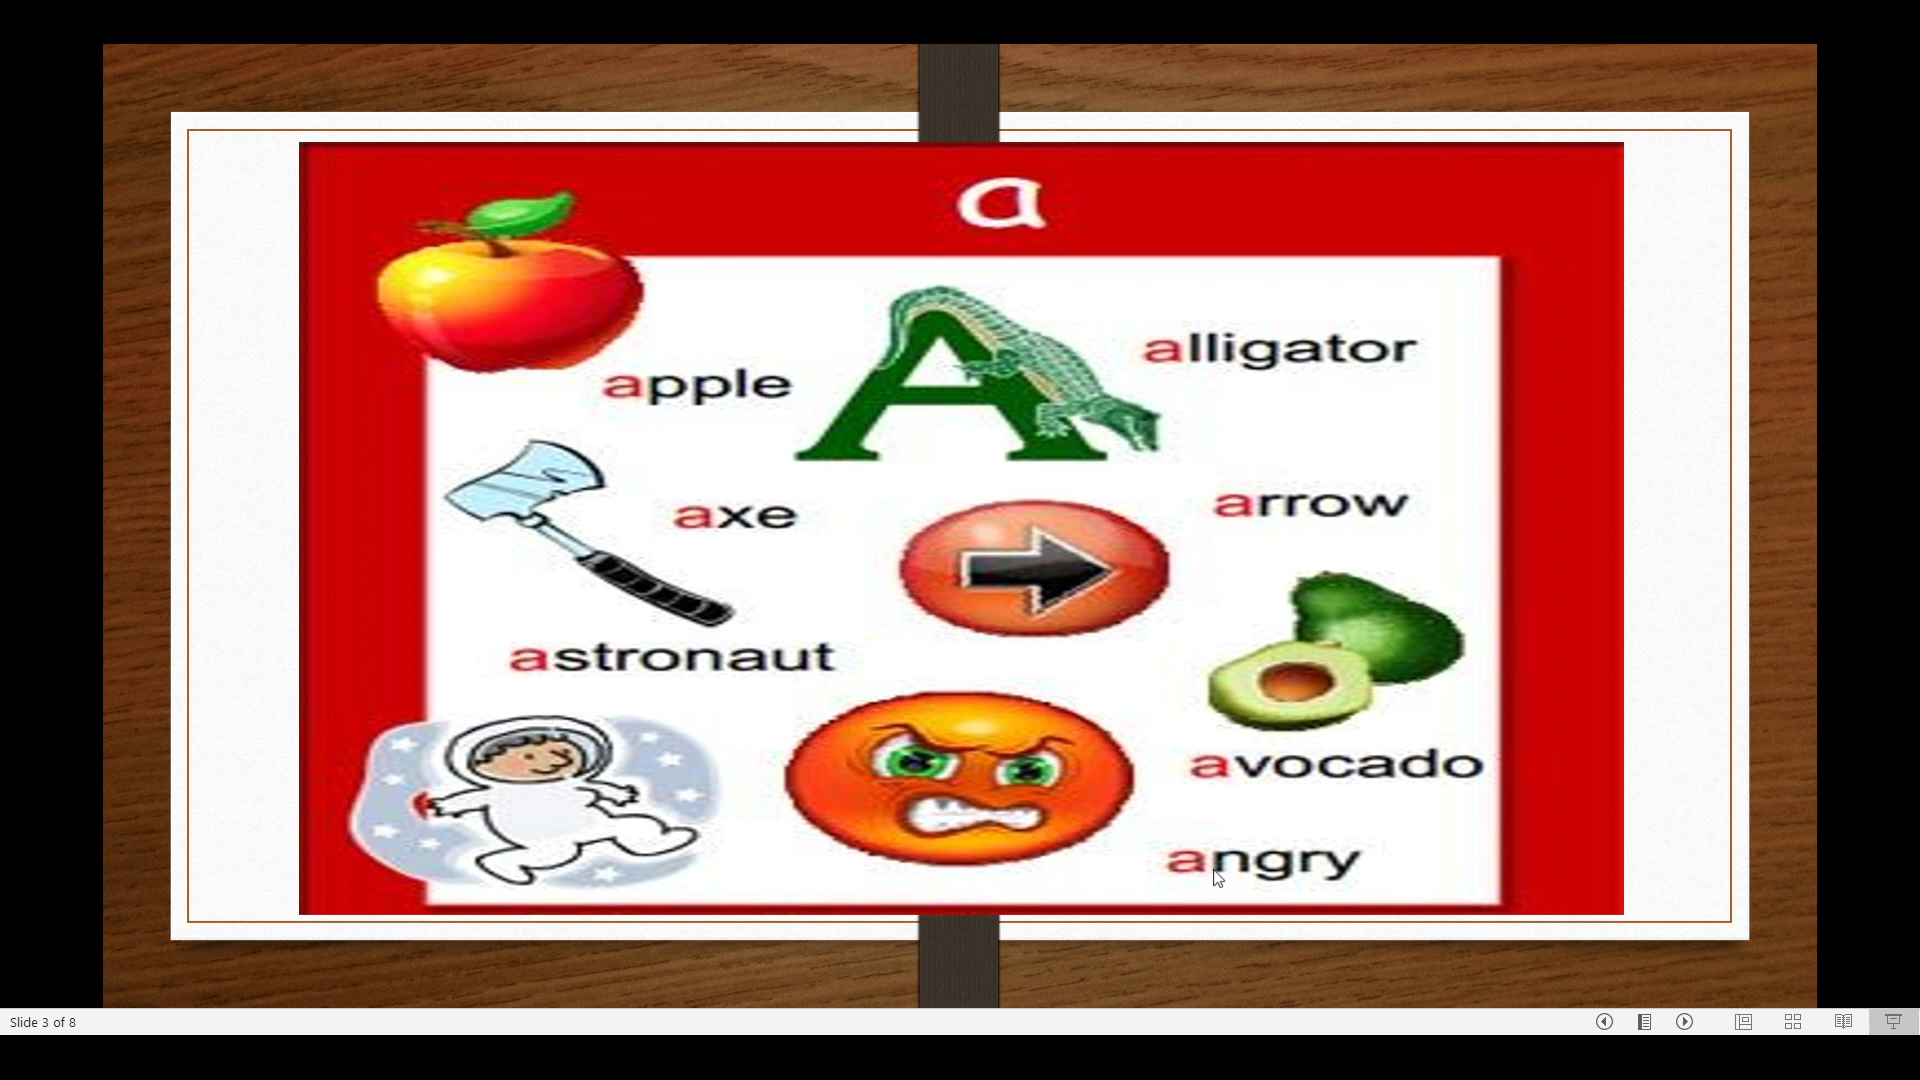 a
A
alligator
apple
arrow
axe
astronaut
avocado
angry
Slide 3 of 8